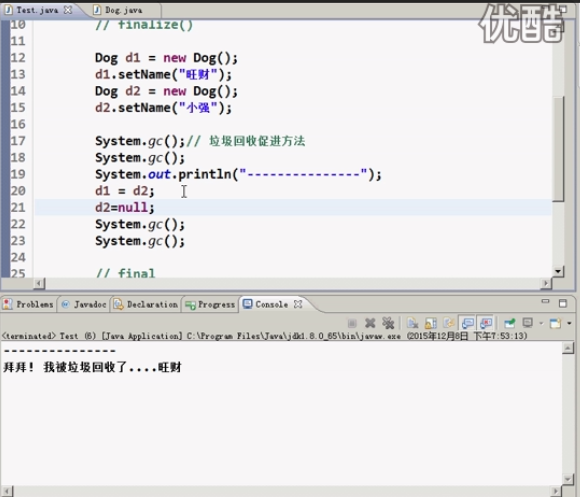 Test.java Dog.java
优酷
10 // finalize()
11
12 Dog d1 = new Dog();
13 d1.setName("旺财");
14 Dog d2 = new Dog();
15 d2.setName("小强");
16
17 System.gc();// 垃圾回收促进方法
18 System.gc();
19 System.out.println("---------------");
20 d1 = d2;
21 d2=null;
22 System.gc();
23 System.gc();
24
25 // final
Problems @ Javadoc Declaration Progress Console
<terminated> Test (6) [Java Application] C:\Program Files\Java\jdk1.8.0_65\bin\javaw.exe (2015年12月8日 下午7:53:13)
---------------
拜拜! 我被垃圾回收了....旺财